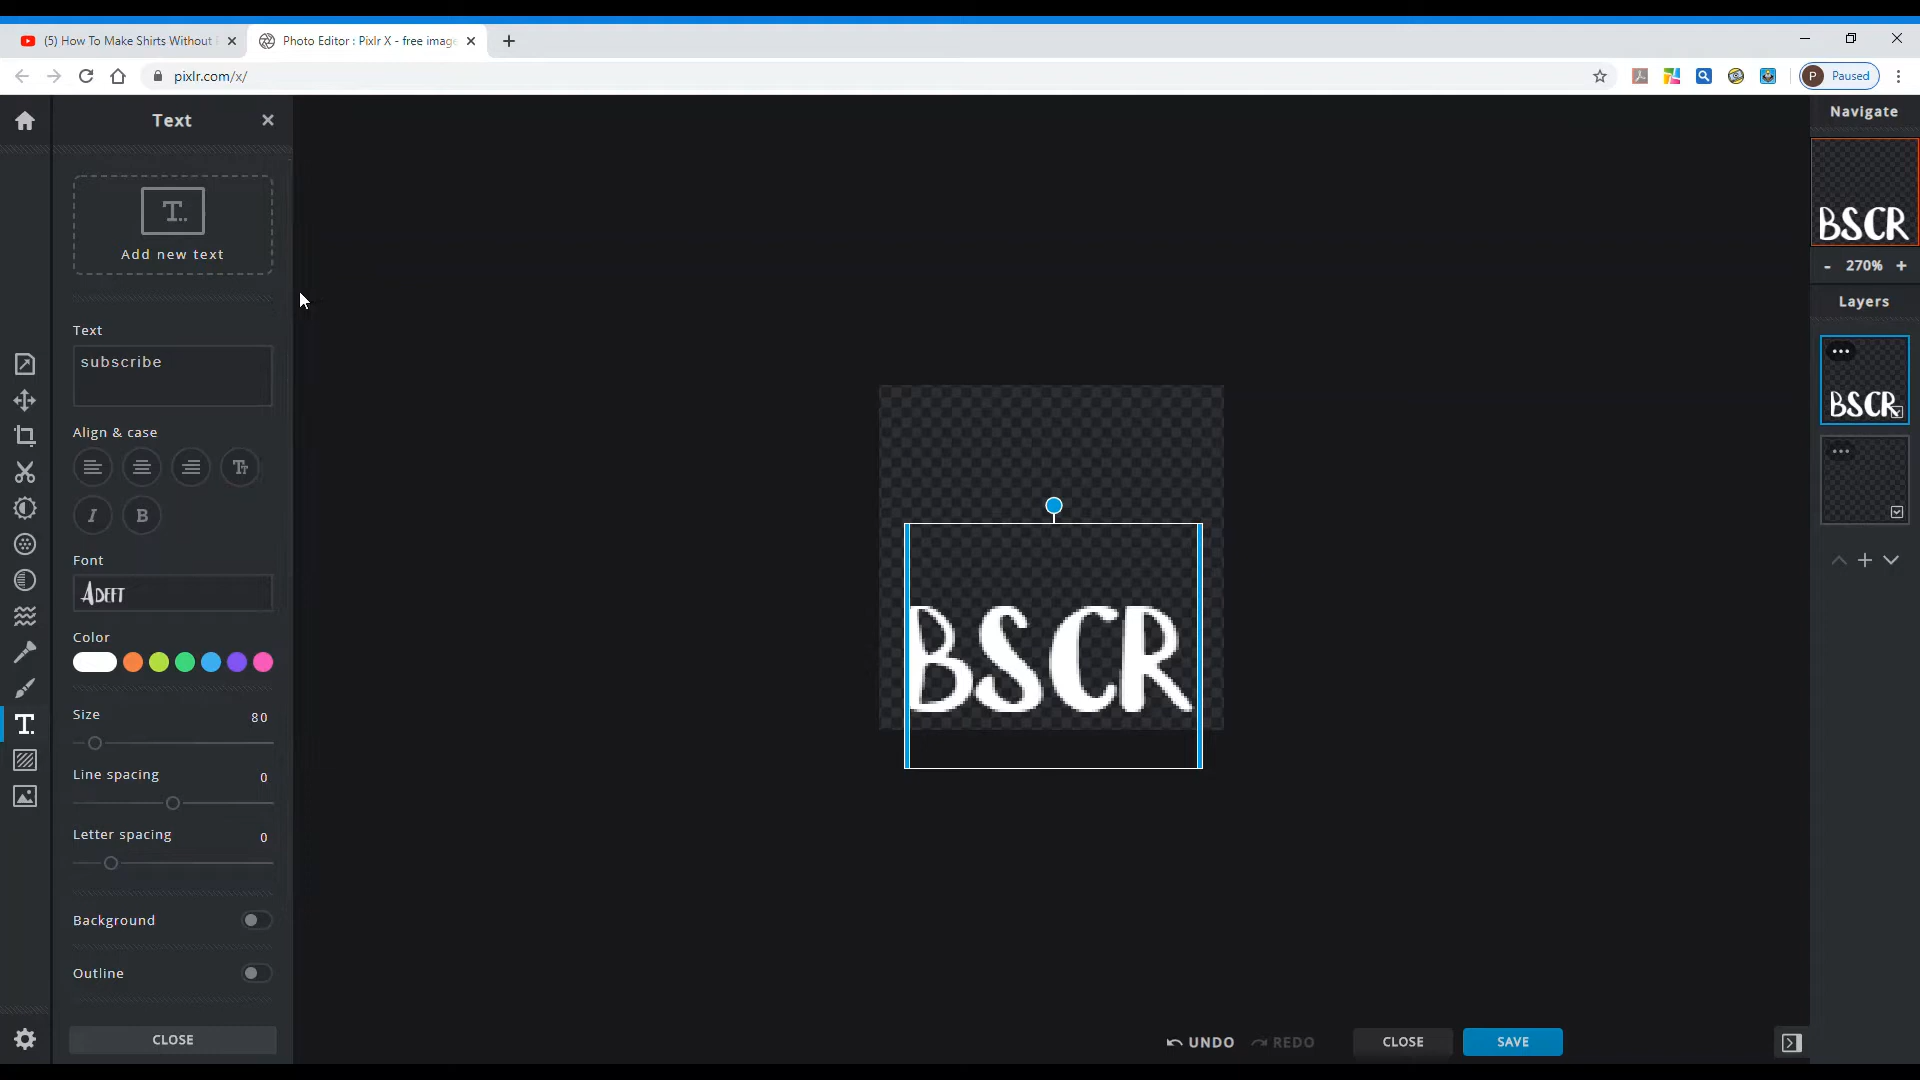 (5) How To Make Shirts Without
Photo Editor : Pixlr X - free image
pixlr.com/x/
P Paused
Text
Navigate
T..
Add new text
BSCR
- 270% +
Layers
Text
subscribe
BSCR
Align & case
Tт
I B
BSCR
Font
ADEFT
Color
Size 80
T.
Line spacing 0
Letter spacing 0
Background
Outline
CLOSE
UNDO REDO CLOSE SAVE